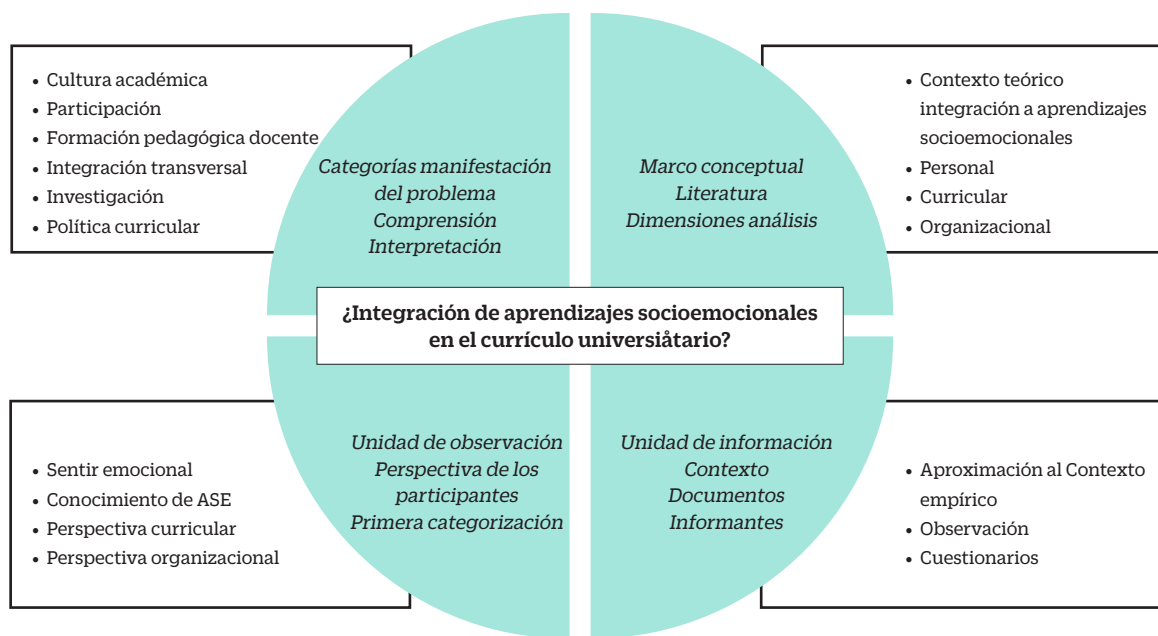 • Cultura académica
• Participación
• Formación pedagógica docente
• Integración transversal
• Investigación
• Política curricular
Categorías manifestación
del problema
Comprensión
Interpretación
Marco conceptual
Literatura
Dimensiones análisis
• Contexto teórico
integración a aprendizajes
socioemocionales
• Personal
• Curricular
• Organizacional
¿Integración de aprendizajes socioemocionales
en el currículo universiåtario?
• Sentir emocional
• Conocimiento de ASE
• Perspectiva curricular
• Perspectiva organizacional
Unidad de observación
Perspectiva de los
participantes
Primera categorización
Unidad de información
Contexto
Documentos
Informantes
• Aproximación al Contexto
empírico
• Observación
• Cuestionarios